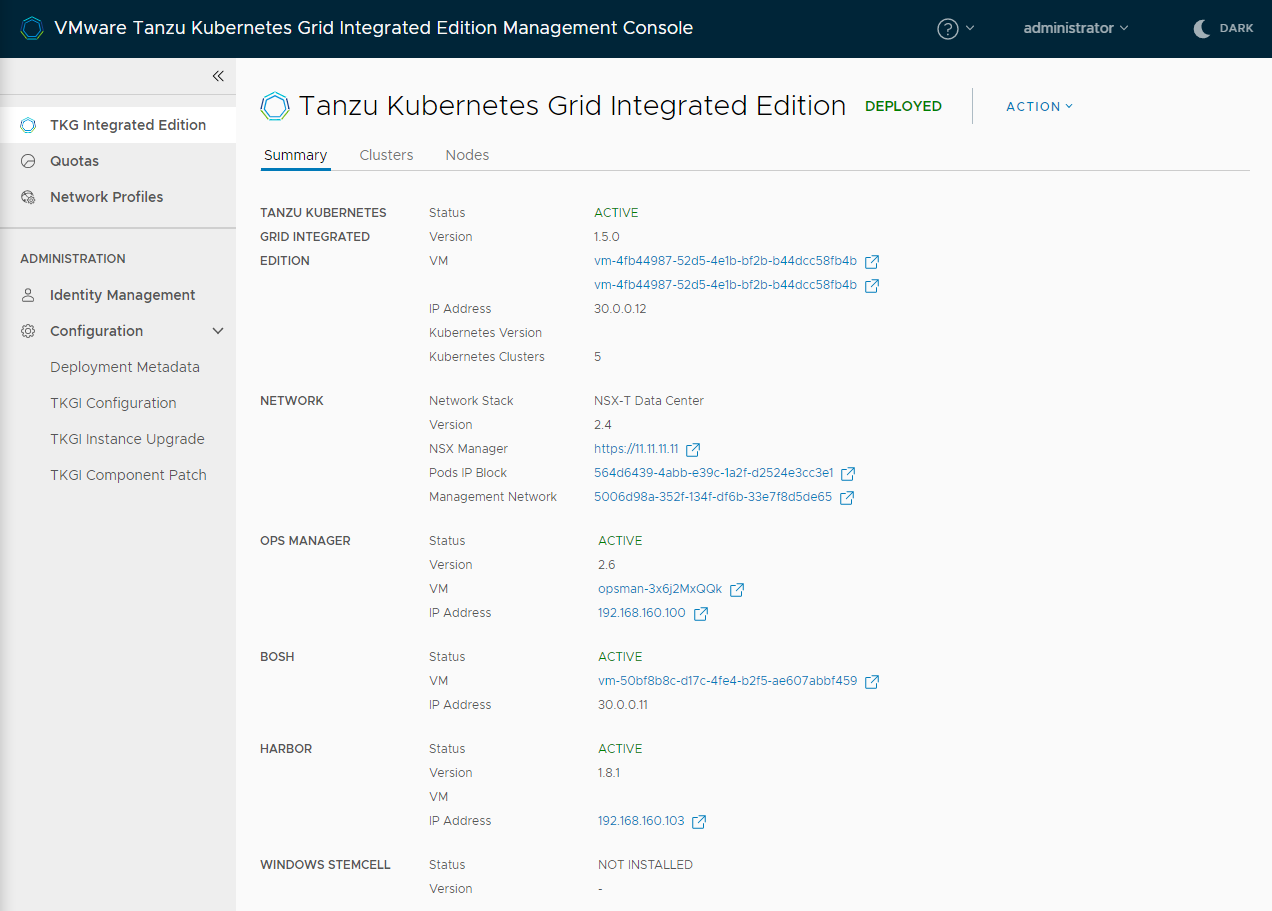 VMware Tanzu Kubernetes Grid Integrated Edition Management Console
administrator
DARK
TKG Integrated Edition
Quotas
Network Profiles
ADMINISTRATION
Identity Management
Configuration
Deployment Metadata
TKGI Configuration
TKGI Instance Upgrade
TKGI Component Patch
Tanzu Kubernetes Grid Integrated Edition DEPLOYED ACTION
Summary Clusters Nodes
TANZU KUBERNETES Status ACTIVE
GRID INTEGRATED Version 1.5.0
EDITION VM vm-4fb44987-52d5-4e1b-bf2b-b44dcc58fb4b
vm-4fb44987-52d5-4e1b-bf2b-b44dcc58fb4b
IP Address 30.0.0.12
Kubernetes Version
Kubernetes Clusters 5
NETWORK Network Stack NSX-T Data Center
Version 2.4
NSX Manager https://11.11.11.11
Pods IP Block 564d6439-4abb-e39c-1a2f-d2524e3cc3e1
Management Network 5006d98a-352f-134f-df6b-33e7f8d5de65
OPS MANAGER Status ACTIVE
Version 2.6
VM opsman-3x6j2MxQQk
IP Address 192.168.160.100
BOSH Status ACTIVE
VM vm-50bf8b8c-d17c-4fe4-b2f5-ae607abbf459
IP Address 30.0.0.11
HARBOR Status ACTIVE
Version 1.8.1
VM
IP Address 192.168.160.103
WINDOWS STEMCELL Status NOT INSTALLED
Version -